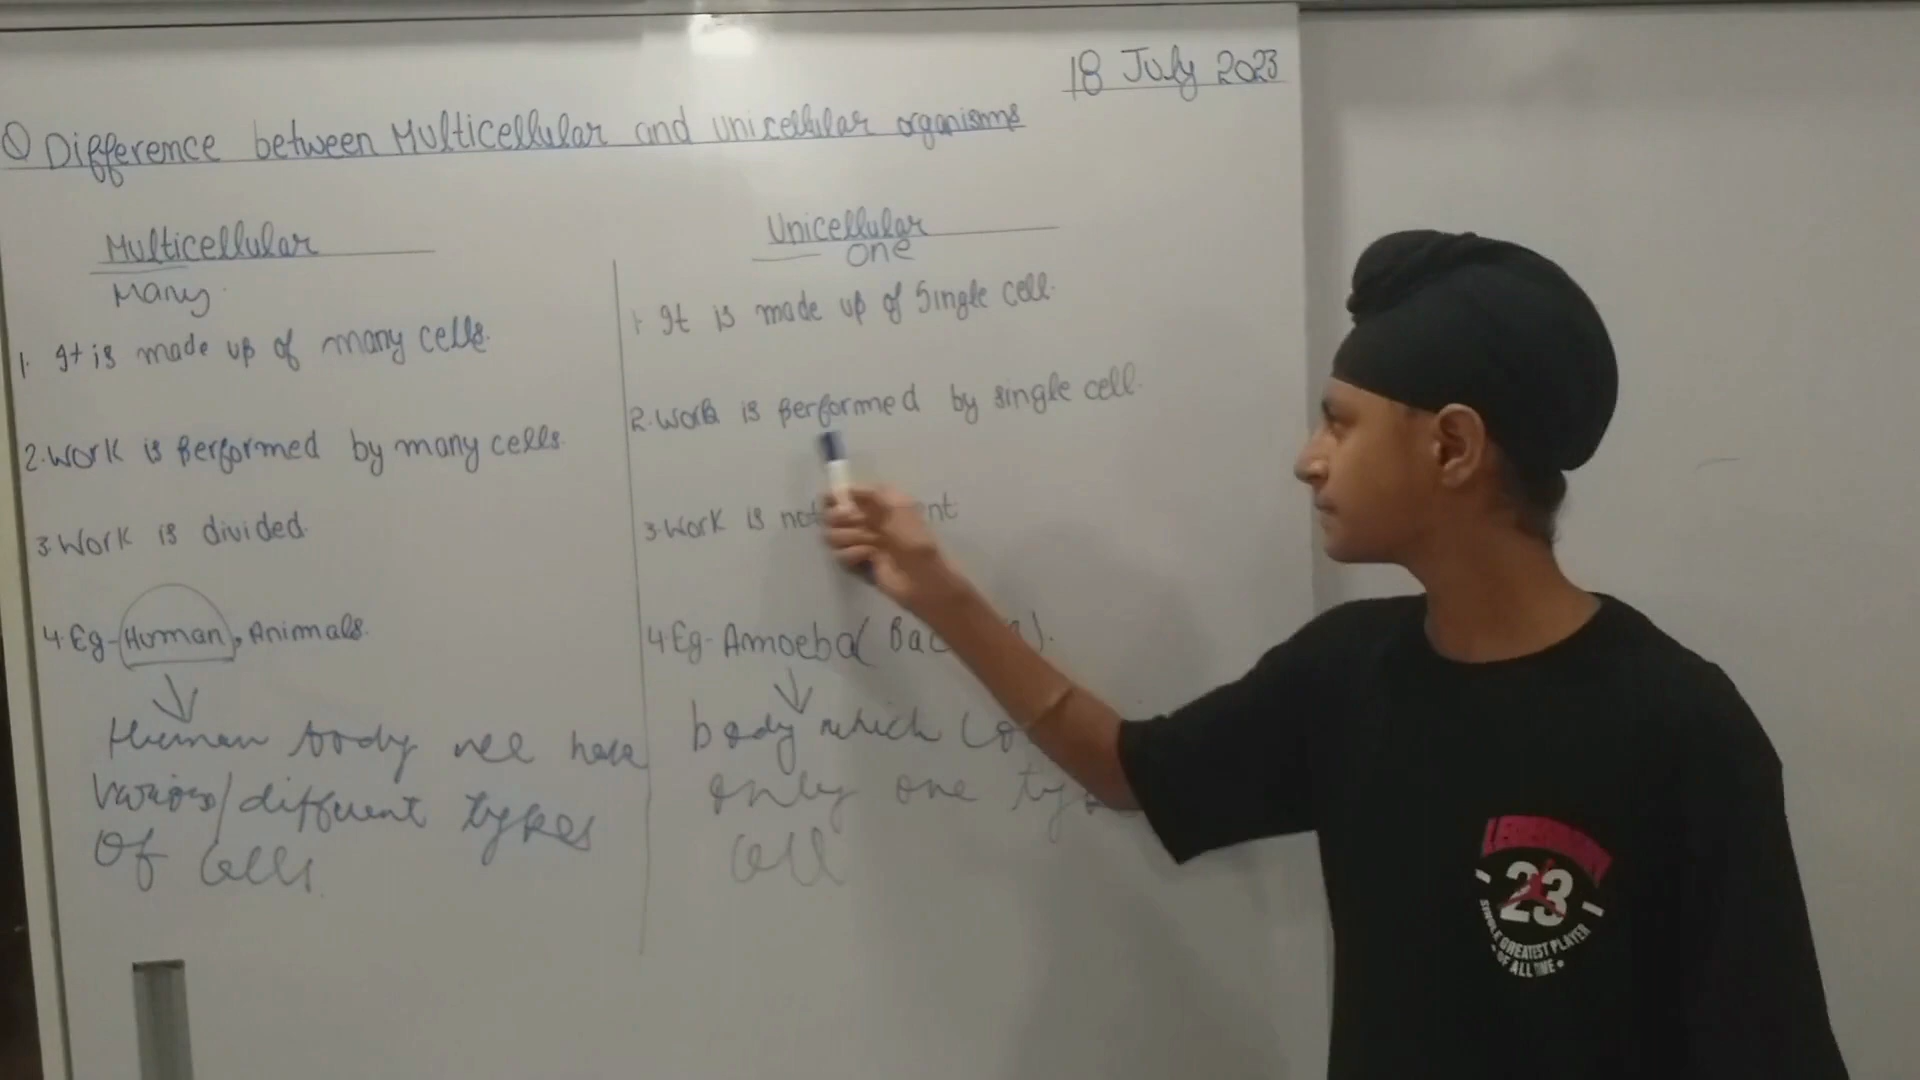 18 July 2023
Q Difference between Multicellular and Unicellular organisms
Multicellular
Many
1. It is made up of many cells.
2. Work is performed by many cells.
3. Work is divided.
4. Eg- Human, Animals.
Human body we have
various/different types
of cells.
Unicellular
one
1. It is made up of Single cell.
2. Work is performed by single cell.
3. Work is not
4. Eg- Amoeba(
body which
only one
cell
23
SINGLE GREATEST PLAYER
OF ALL TIME